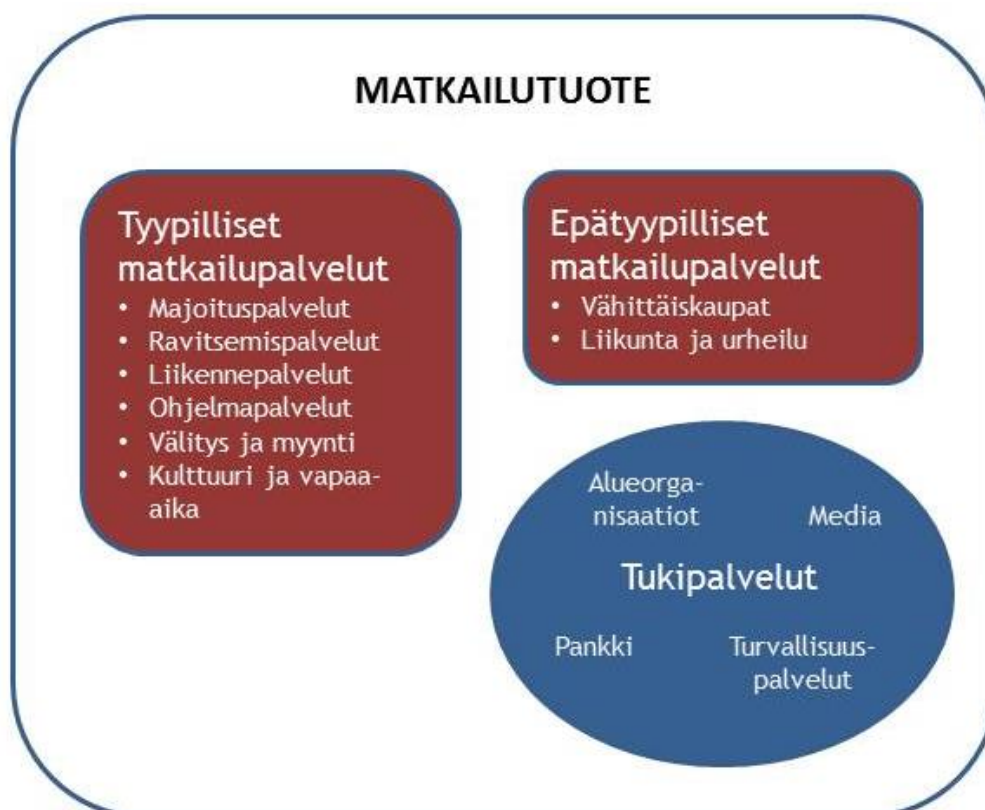 MATKAILUTUOTE
Tyypilliset
matkailupalvelut
• Majoituspalvelut
• Ravitsemispalvelut
• Liikennepalvelut
• Ohjelmapalvelut
• Välitys ja myynti
• Kulttuuri ja vapaa-
aika
Epätyypilliset
matkailupalvelut
• Vähittäiskaupat
• Liikunta ja urheilu
Alueorga-
nisaatiot
Media
Tukipalvelut
Pankki
Turvallisuus-
palvelut